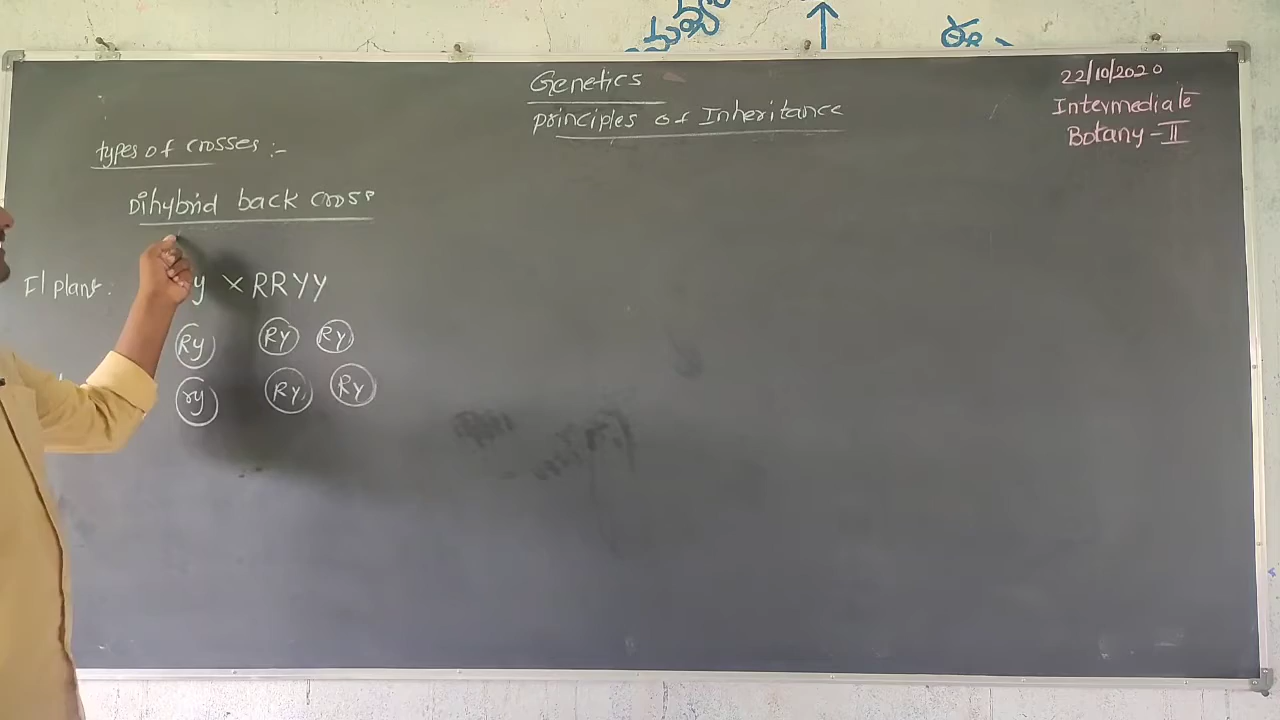 Genetics
principles of Inheritance
22/10/2020
Intermediate
Botany-II
types of crosses :-
Dihybrid back cross
F1 plant : y × RRYY
Ry RY RY
ry RY RY